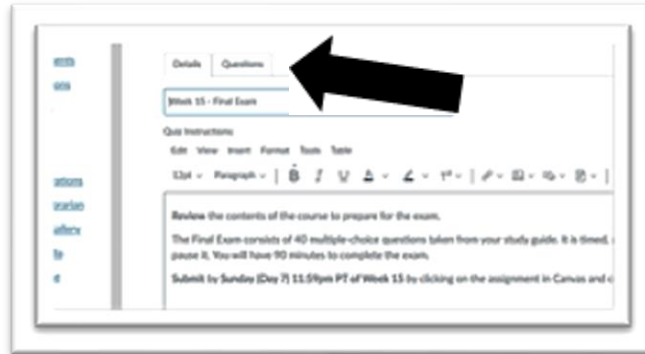 Details Questions
Week 15 - Final Exam
Quiz Instructions:
Edit View Insert Format Tools Table
12pt Paragraph B I U A
Review the contents of the course to prepare for the exam.
The Final Exam consists of 40 multiple-choice questions taken from your study guide. It is timed,
pause it. You will have 90 minutes to complete the exam.
Submit by Sunday (Day 7) 11:59pm PT of Week 15 by clicking on the assignment in Canvas and